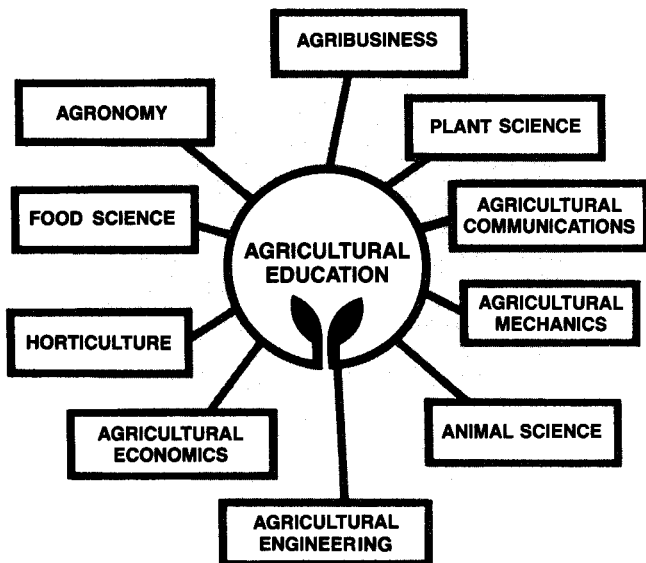 AGRIBUSINESS
AGRONOMY
PLANT SCIENCE
FOOD SCIENCE
AGRICULTURAL
COMMUNICATIONS
AGRICULTURAL
EDUCATION
AGRICULTURAL
MECHANICS
HORTICULTURE
AGRICULTURAL
ECONOMICS
ANIMAL SCIENCE
AGRICULTURAL
ENGINEERING